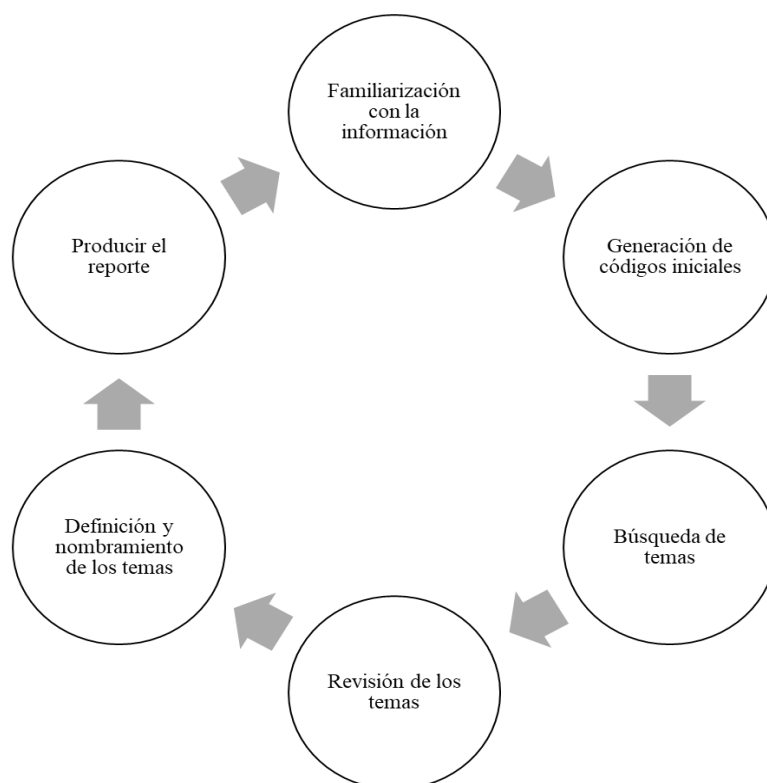 Familiarización
con la
información
Generación de
códigos iniciales
Búsqueda de
temas
Revisión de los
temas
Definición y
nombramiento
de los temas
Producir el
reporte